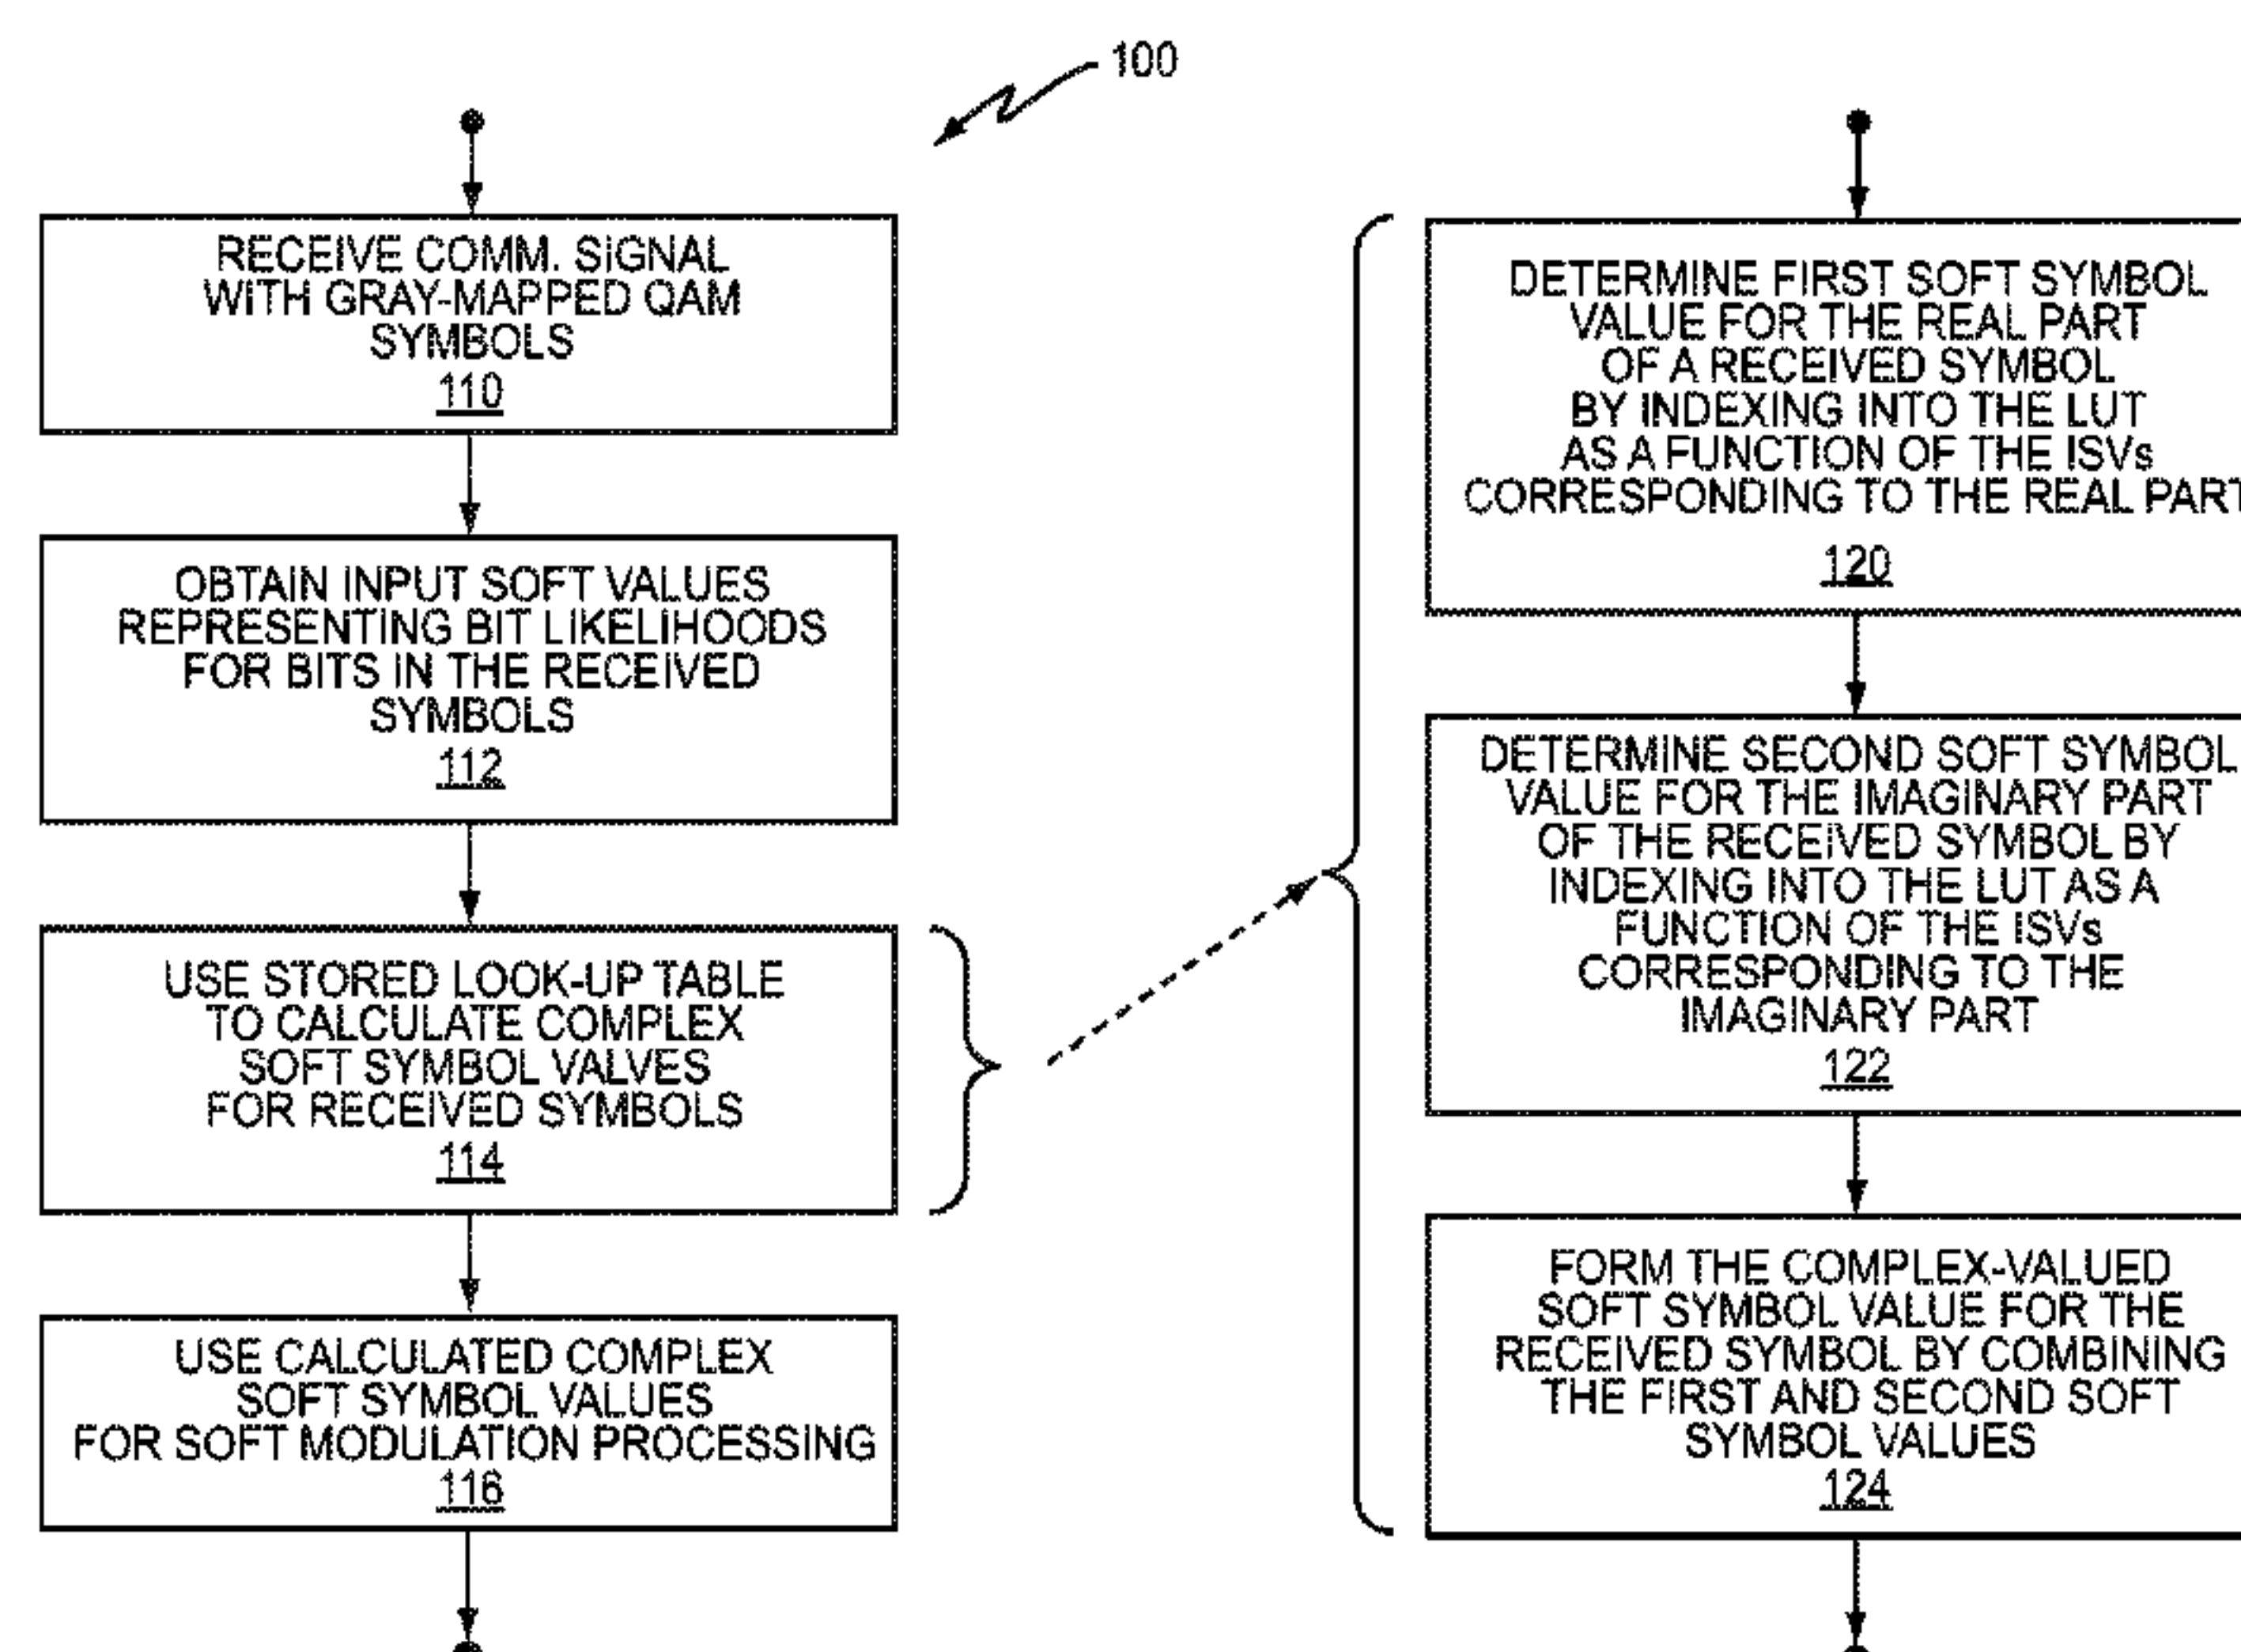 100
RECEIVE COMM. SIGNAL
WITH GRAY-MAPPED QAM
SYMBOLS
110
OBTAIN INPUT SOFT VALUES
REPRESENTING BIT LIKELIHOODS
FOR BITS IN THE RECEIVED
SYMBOLS
112
USE STORED LOOK-UP TABLE
TO CALCULATE COMPLEX
SOFT SYMBOL VALVES
FOR RECEIVED SYMBOLS
114
USE CALCULATED COMPLEX
SOFT SYMBOL VALUES
FOR SOFT MODULATION PROCESSING
116
DETERMINE FIRST SOFT SYMBOL
VALUE FOR THE REAL PART
OF A RECEIVED SYMBOL
BY INDEXING INTO THE LUT
AS A FUNCTION OF THE ISVs
CORRESPONDING TO THE REAL PART
120
DETERMINE SECOND SOFT SYMBOL
VALUE FOR THE IMAGINARY PART
OF THE RECEIVED SYMBOL BY
INDEXING INTO THE LUT AS A
FUNCTION OF THE ISVs
CORRESPONDING TO THE
IMAGINARY PART
122
FORM THE COMPLEX-VALUED
SOFT SYMBOL VALUE FOR THE
RECEIVED SYMBOL BY COMBINING
THE FIRST AND SECOND SOFT
SYMBOL VALUES
124